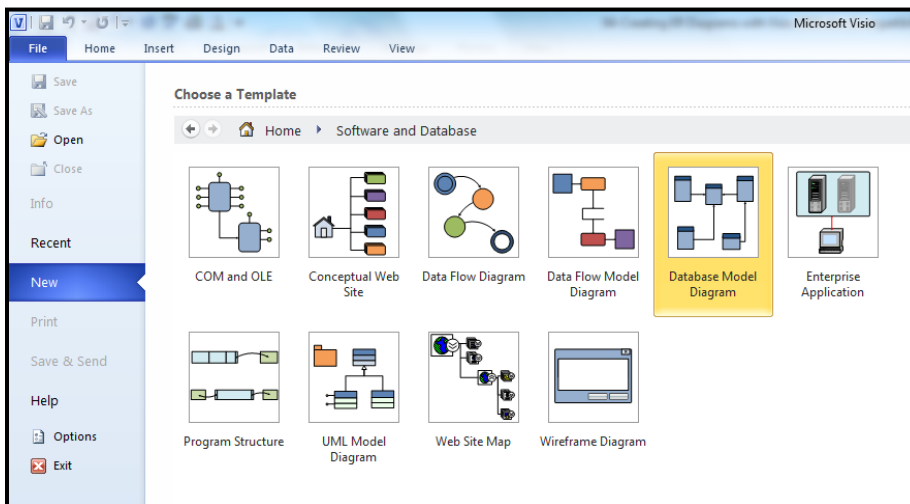 Microsoft Visio
File Home Insert Design Data Review View
Save
Save As
Open
Close
Info
Recent
New
Print
Save & Send
Help
Options
Exit
Choose a Template
Home Software and Database
COM and OLE
Conceptual Web
Site
Data Flow Diagram
Data Flow Model
Diagram
Database Model
Diagram
Enterprise
Application
Program Structure
UML Model
Diagram
Web Site Map
Wireframe Diagram